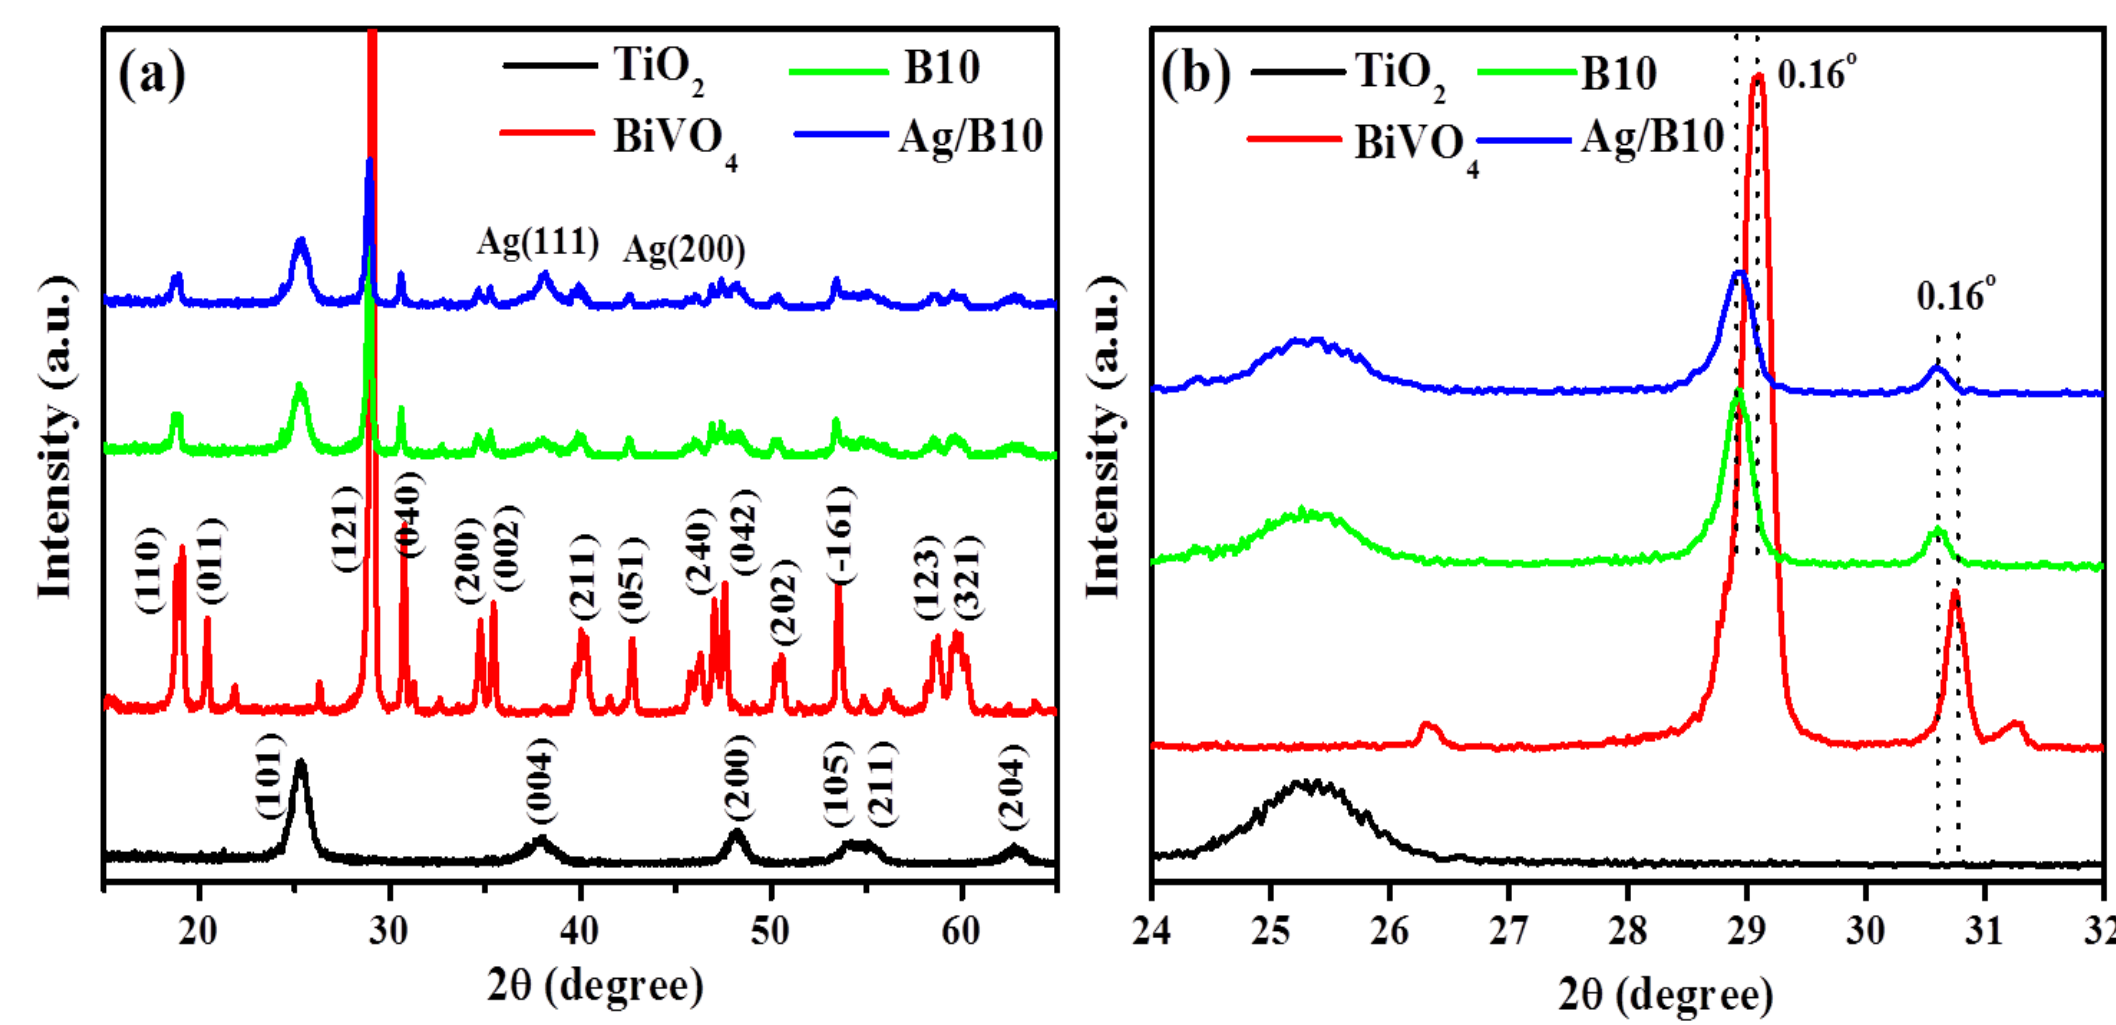 (a)
TiO2
B10
BiVO4
Ag/B10
Ag(111)
Ag(200)
(110)
(011)
(121)
(040)
(200)
(002)
(211)
(051)
(240)
(042)
(202)
(-161)
(123)
(321)
(101)
(004)
(200)
(105)
(211)
(204)
Intensity (a.u.)
20 30 40 50 60
2θ (degree)
(b)
TiO2
B10
BiVO4
Ag/B10
0.16°
0.16°
Intensity (a.u.)
24 25 26 27 28 29 30 31 32
2θ (degree)